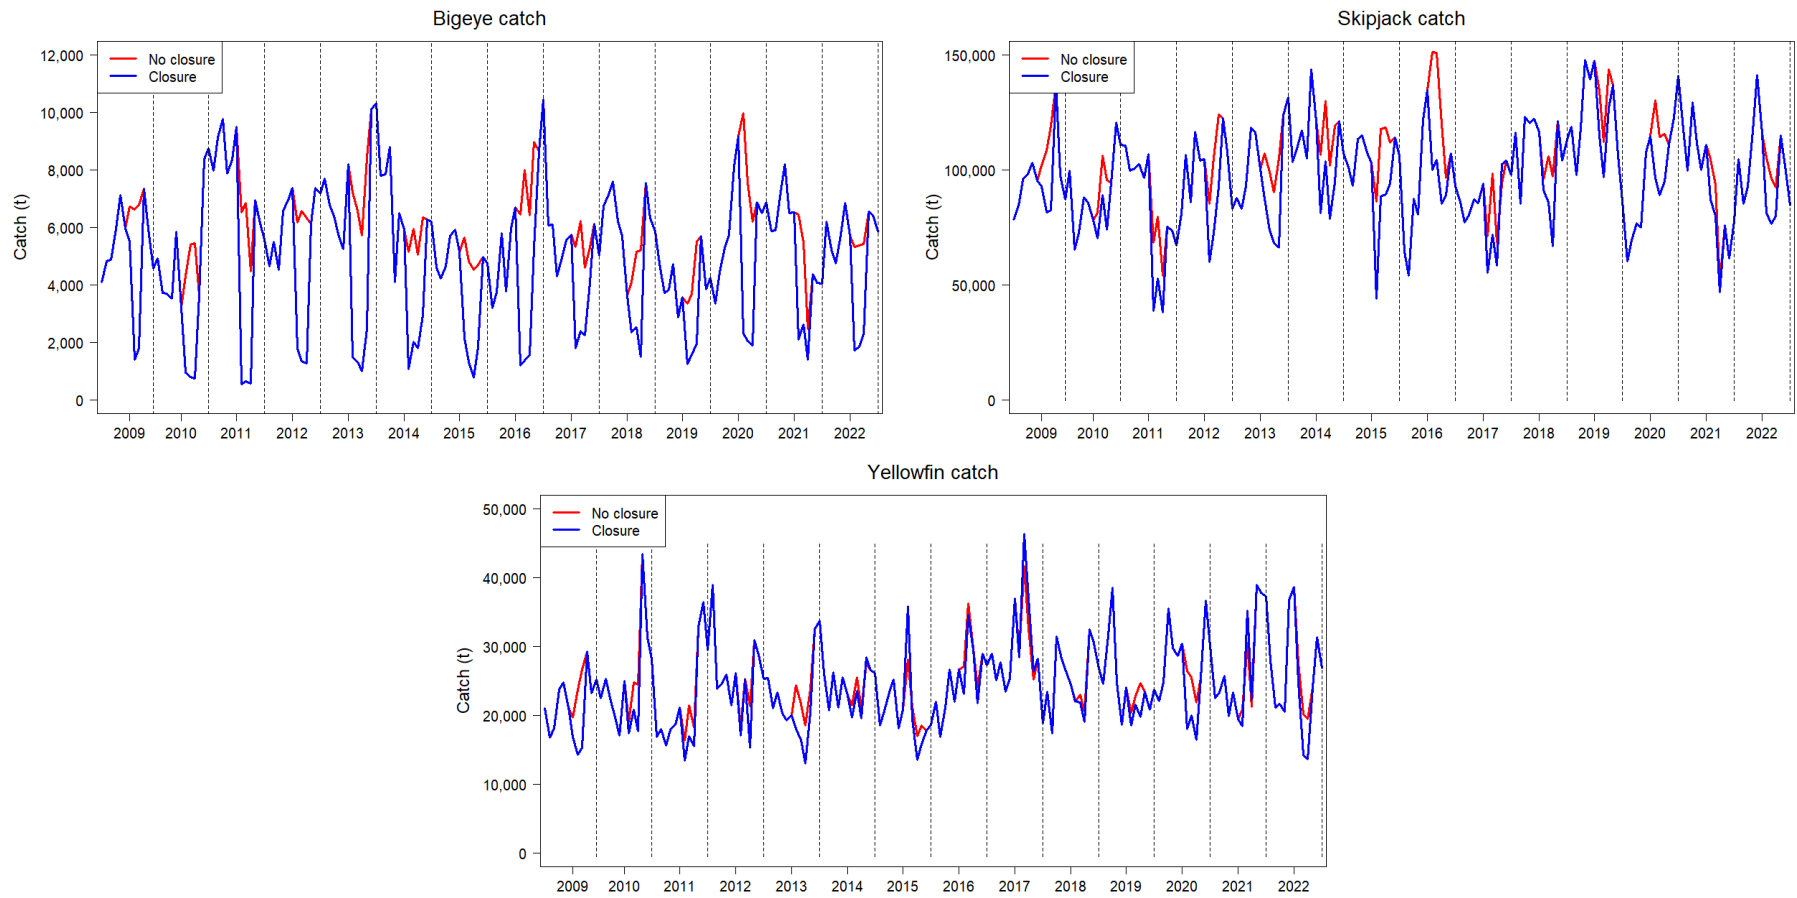 Bigeye catch
No closure
Closure
12,000
10,000
8,000
6,000
4,000
2,000
0
Catch (t)
2009 2010 2011 2012 2013 2014 2015 2016 2017 2018 2019 2020 2021 2022
Skipjack catch
No closure
Closure
150,000
100,000
50,000
0
Catch (t)
2009 2010 2011 2012 2013 2014 2015 2016 2017 2018 2019 2020 2021 2022
Yellowfin catch
No closure
Closure
50,000
40,000
30,000
20,000
10,000
0
Catch (t)
2009 2010 2011 2012 2013 2014 2015 2016 2017 2018 2019 2020 2021 2022